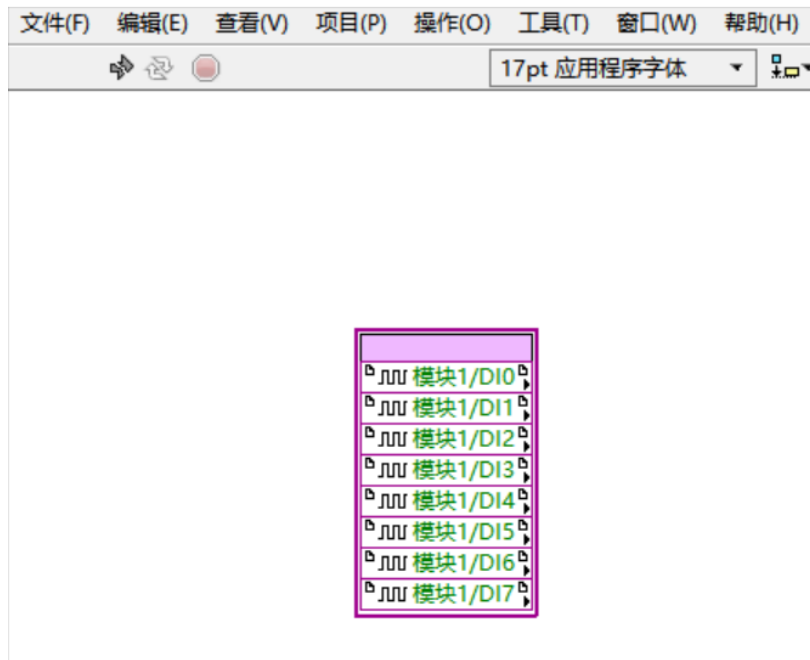 文件(F) 编辑(E) 查看(V) 项目(P) 操作(O) 工具(T) 窗口(W) 帮助(H)
17pt 应用程序字体
模块1/DI0
模块1/DI1
模块1/DI2
模块1/DI3
模块1/DI4
模块1/DI5
模块1/DI6
模块1/DI7